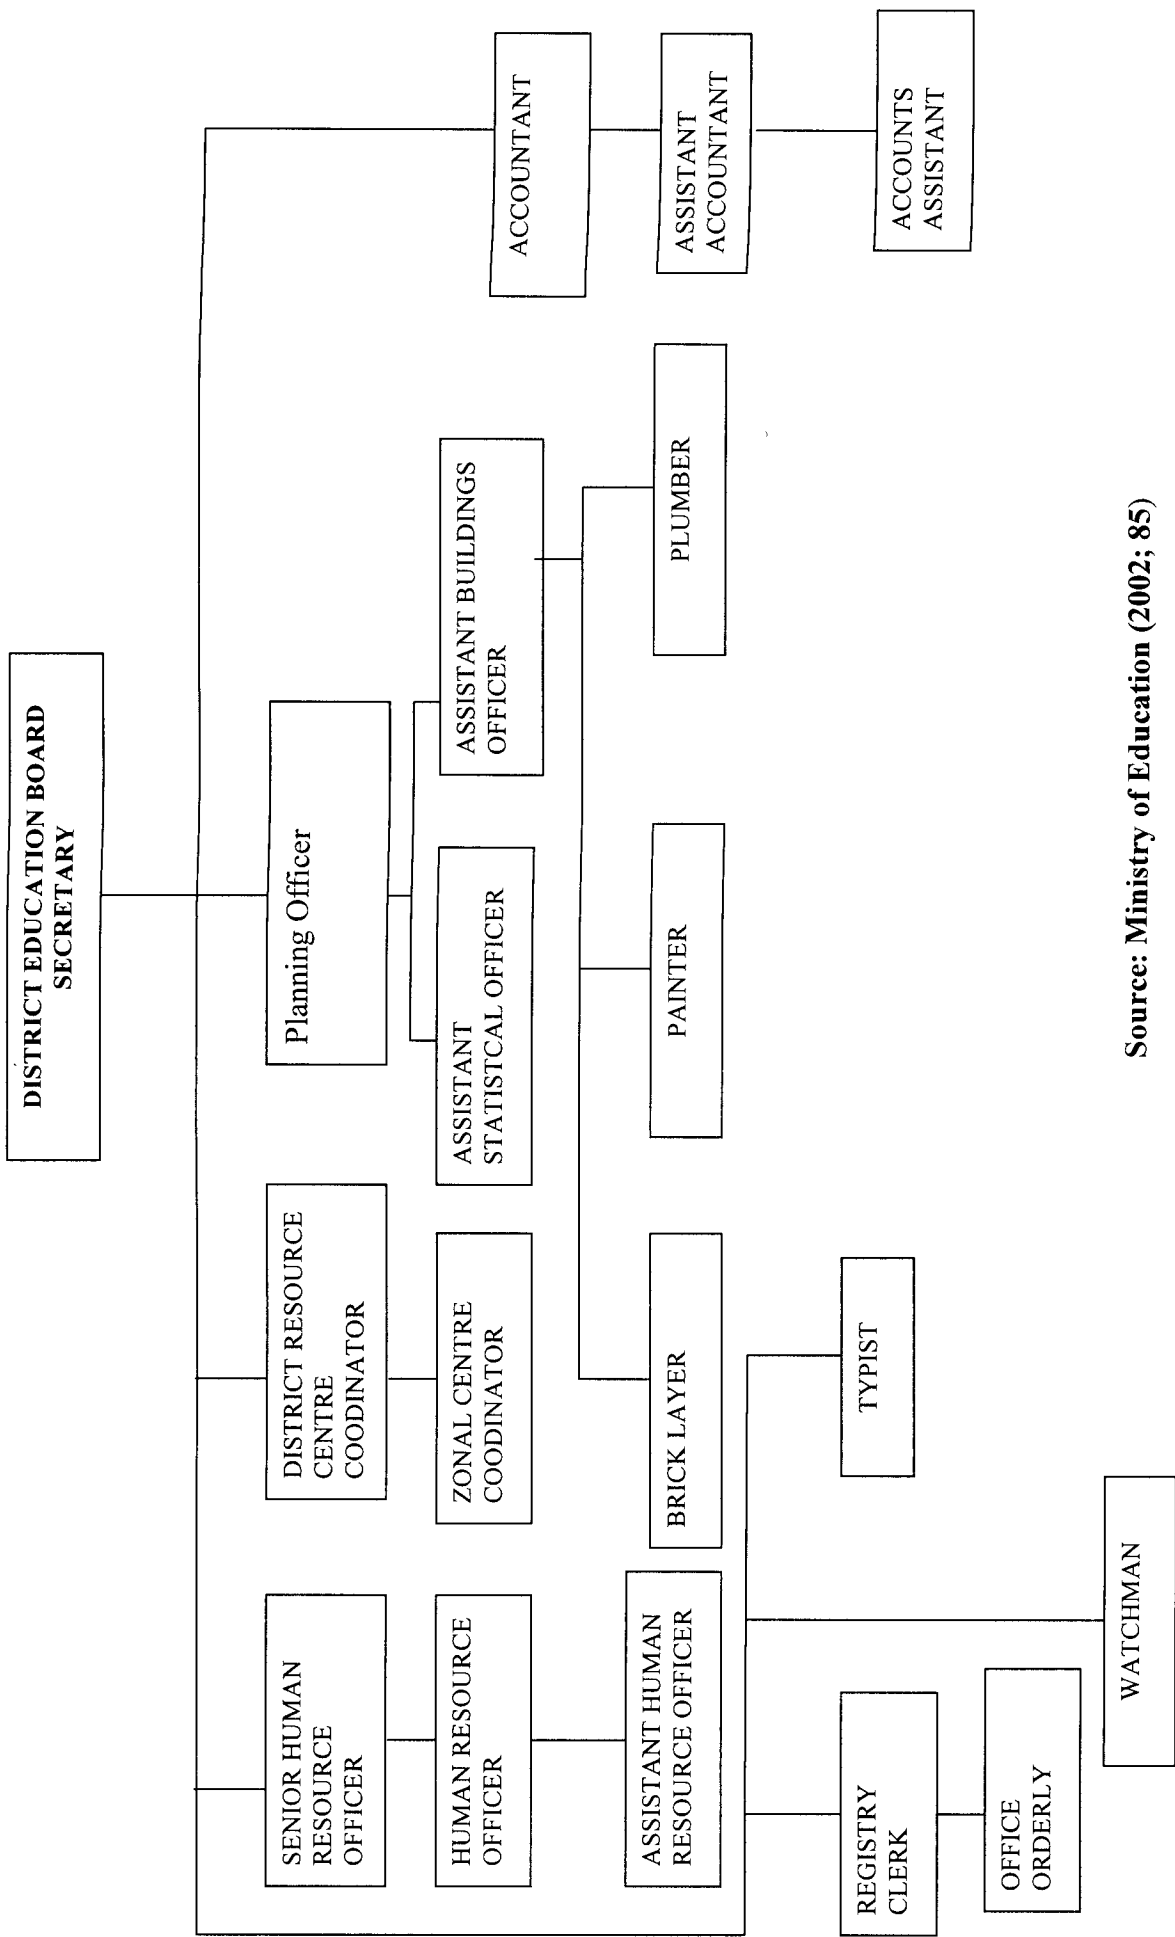 DISTRICT EDUCATION BOARD
SECRETARY
SENIOR HUMAN
RESOURCE
OFFICER
DISTRICT RESOURCE
CENTRE
COODINATOR
Planning Officer
ACCOUNTANT
HUMAN RESOURCE
OFFICER
ZONAL CENTRE
COODINATOR
ASSISTANT
STATISTCAL OFFICER
ASSISTANT BUILDINGS
OFFICER
ASSISTANT
ACCOUNTANT
ASSISTANT HUMAN
RESOURCE OFFICER
BRICK LAYER
PAINTER
PLUMBER
ACCOUNTS
ASSISTANT
REGISTRY
CLERK
TYPIST
OFFICE
ORDERLY
WATCHMAN
Source: Ministry of Education (2002; 85)